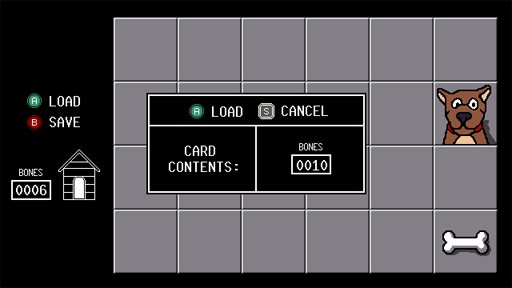 A LOAD
B SAVE
BONES
0006
A LOAD S CANCEL
CARD
CONTENTS:
BONES
0010